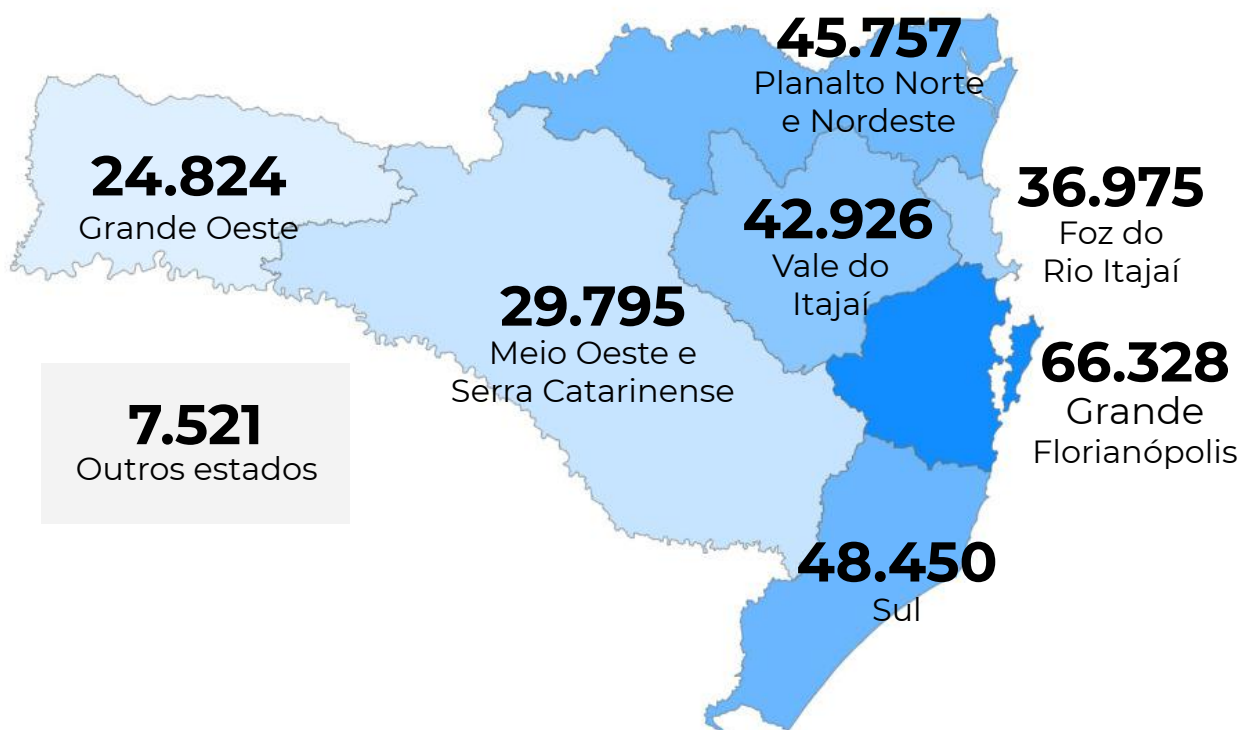 45.757
Planalto Norte
e Nordeste
24.824
Grande Oeste
36.975
Foz do
Rio Itajaí
42.926
Vale do
Itajaí
29.795
Meio Oeste e
Serra Catarinense
66.328
Grande
Florianópolis
7.521
Outros estados
48.450
Sul